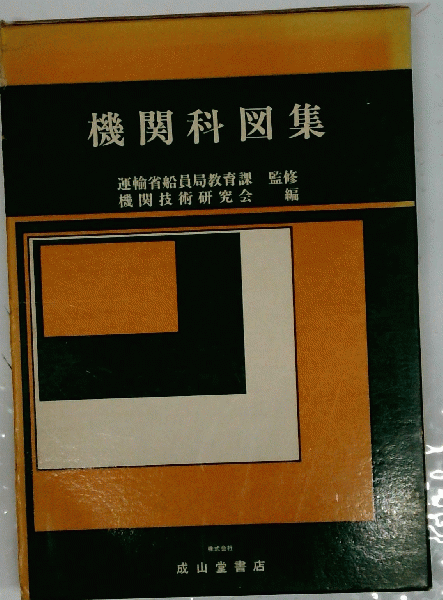 機関科図集
運輸省船員局教育課 監修
機関技術研究会 編
株式会社
成山堂書店